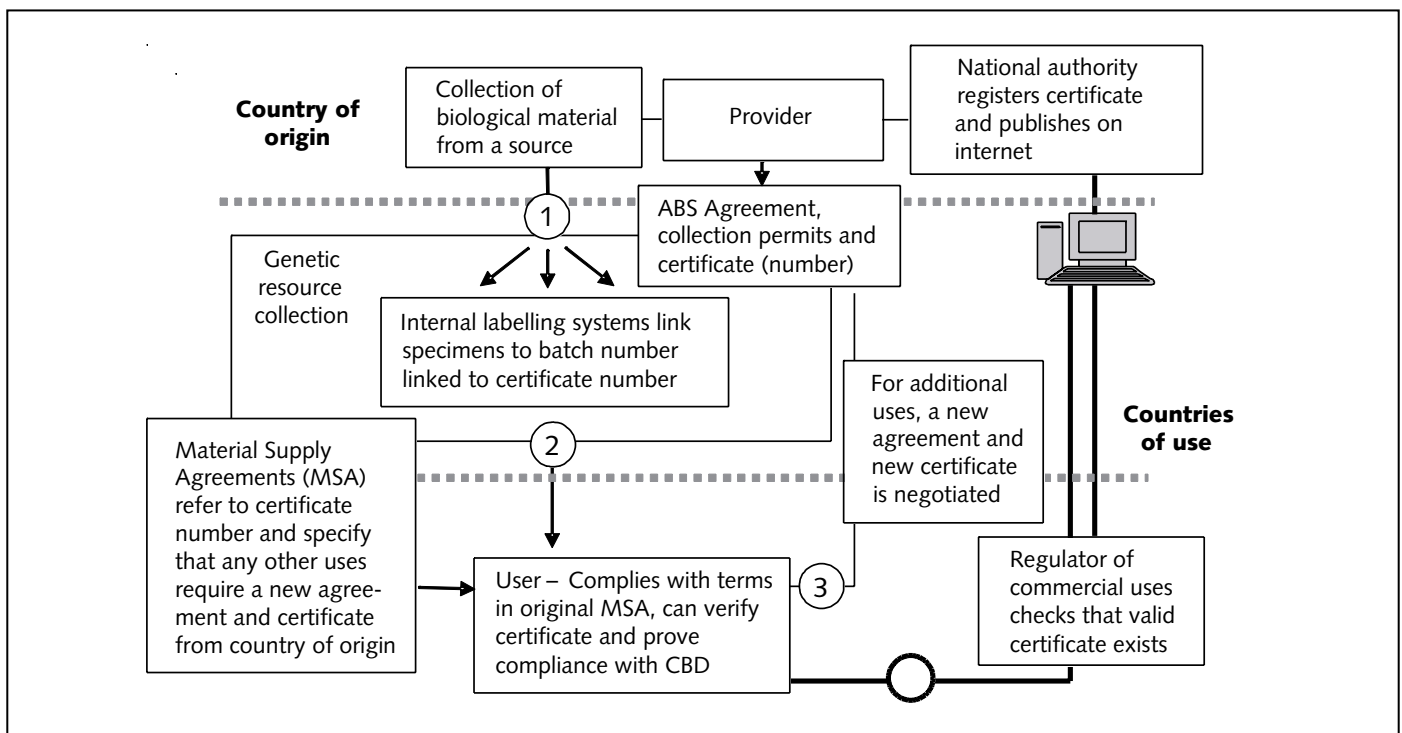 Country of
origin
Collection of
biological material
from a source
Provider
National authority
registers certificate
and publishes on
internet
1
ABS Agreement,
collection permits and
certificate (number)
Genetic
resource
collection
Internal labelling systems link
specimens to batch number
linked to certificate number
For additional
uses, a new
agreement and
new certificate
is negotiated
Countries
of use
2
Material Supply
Agreements (MSA)
refer to certificate
number and specify
that any other uses
require a new agree-
ment and certificate
from country of origin
User – Complies with terms
in original MSA, can verify
certificate and prove
compliance with CBD
3
Regulator of
commercial uses
checks that valid
certificate exists